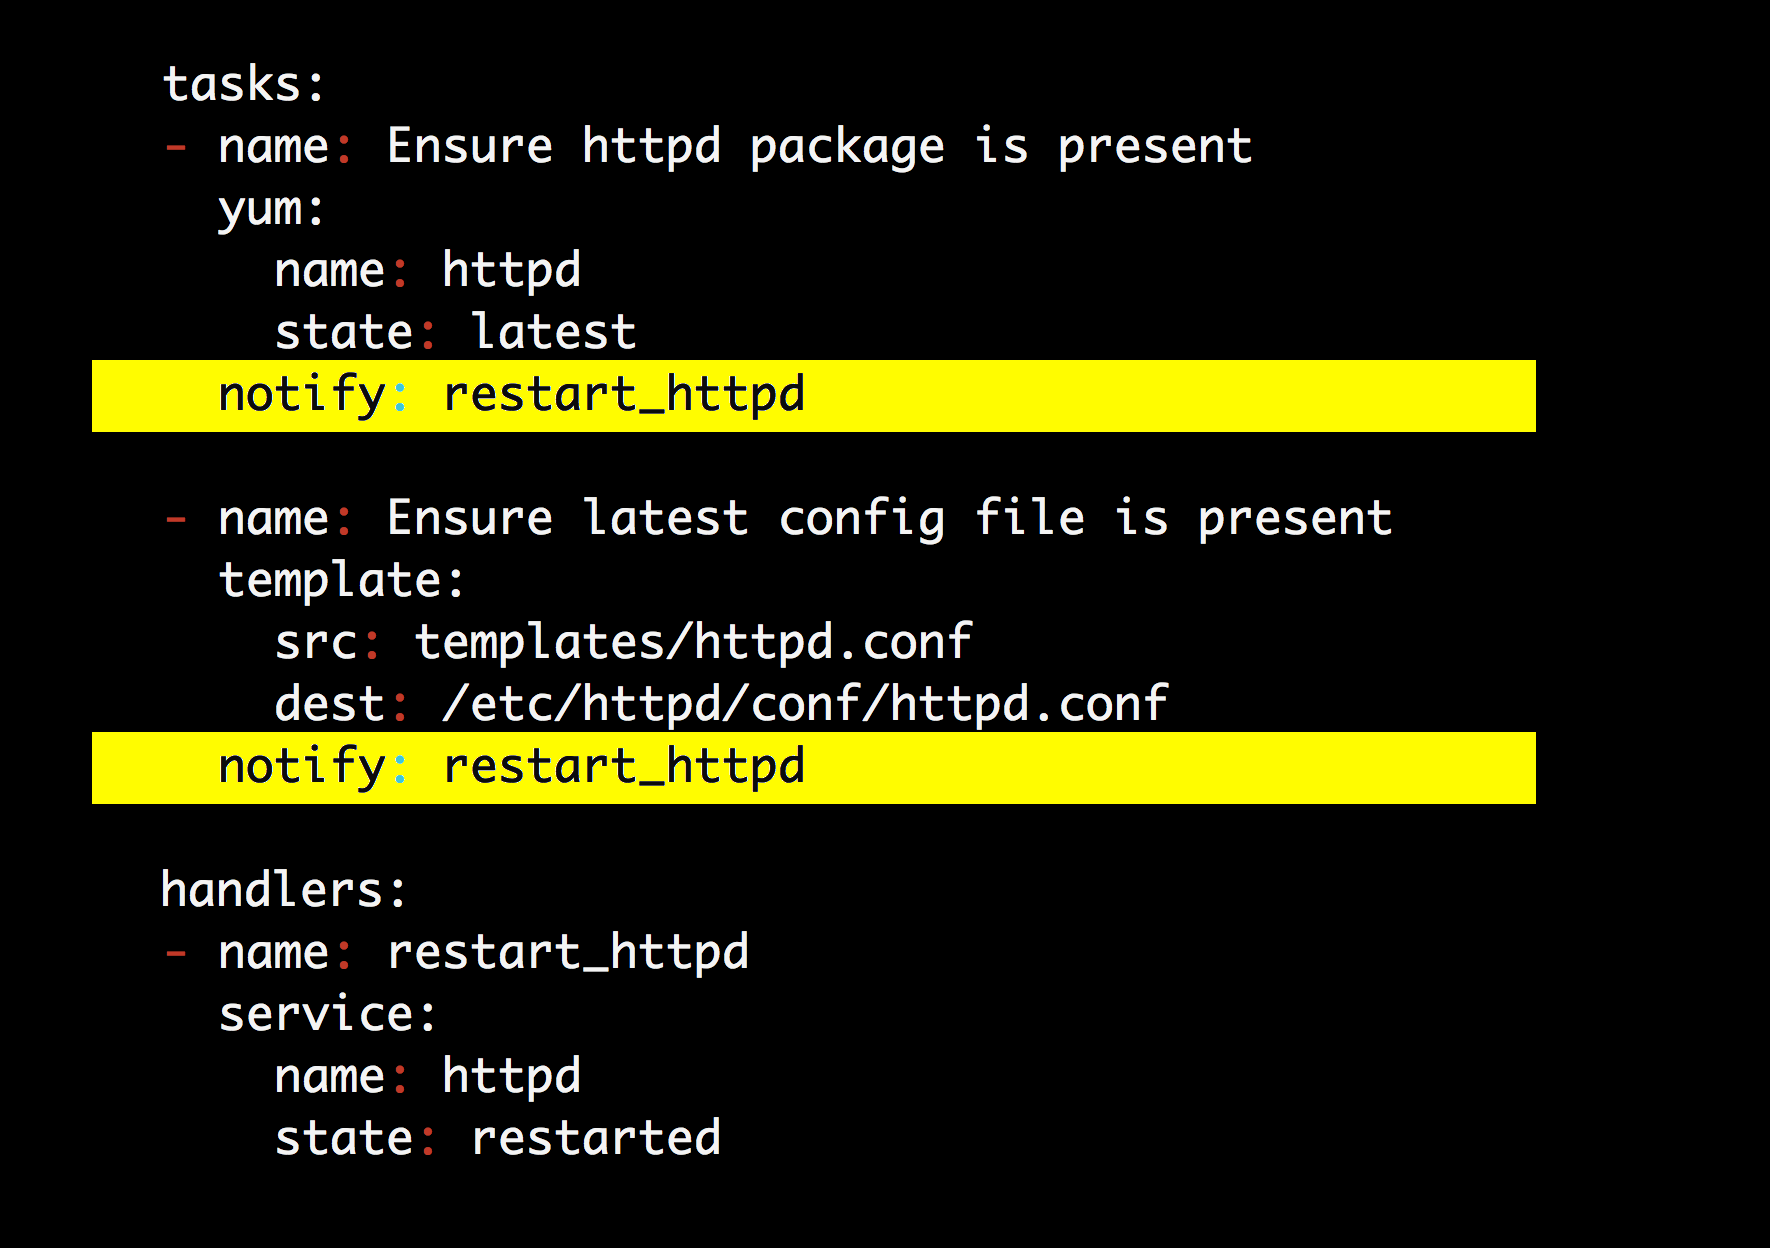 tasks:
- name: Ensure httpd package is present
  yum:
    name: httpd
    state: latest
  notify: restart_httpd

- name: Ensure latest config file is present
  template:
    src: templates/httpd.conf
    dest: /etc/httpd/conf/httpd.conf
  notify: restart_httpd

handlers:
- name: restart_httpd
  service:
    name: httpd
    state: restarted